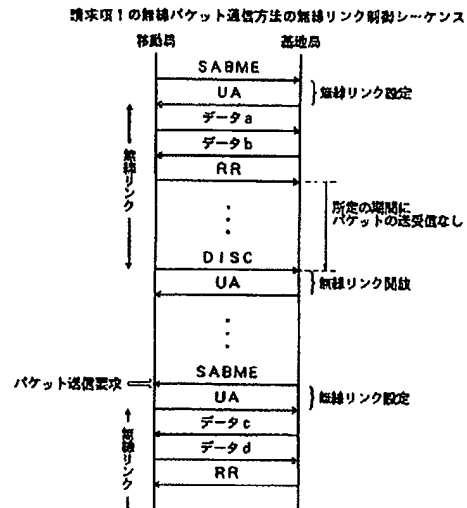 請求項1の無線パケット通信方法の無線リンク制御シーケンス
移動局
基地局
SABME
UA
無線リンク設定
データa
データb
RR
無線リンク
所定の期間に
パケットの送受信なし
DISC
UA
無線リンク開放
SABME
パケット送信要求
UA
無線リンク設定
データc
データd
RR
無線リンク